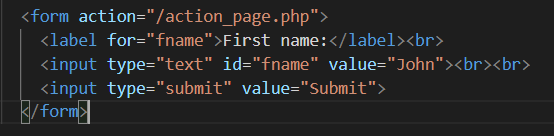 <form action="/action_page.php">
<label for="fname">First name:</label><br>
<input type="text" id="fname" value="John"><br><br>
<input type="submit" value="Submit">
</form>